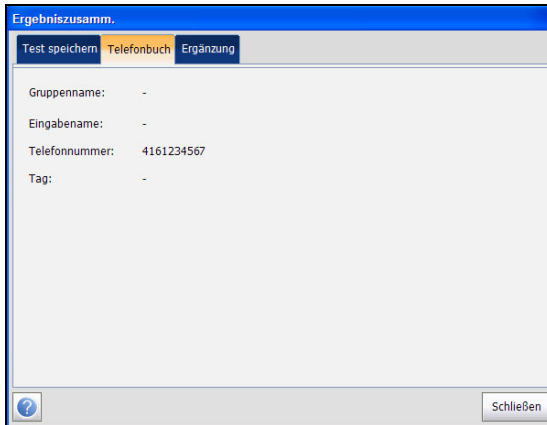 Ergebniszusamm.
Test speichern Telefonbuch Ergänzung
Gruppenname: -
Eingabename: -
Telefonnummer: 4161234567
Tag: -
? Schließen